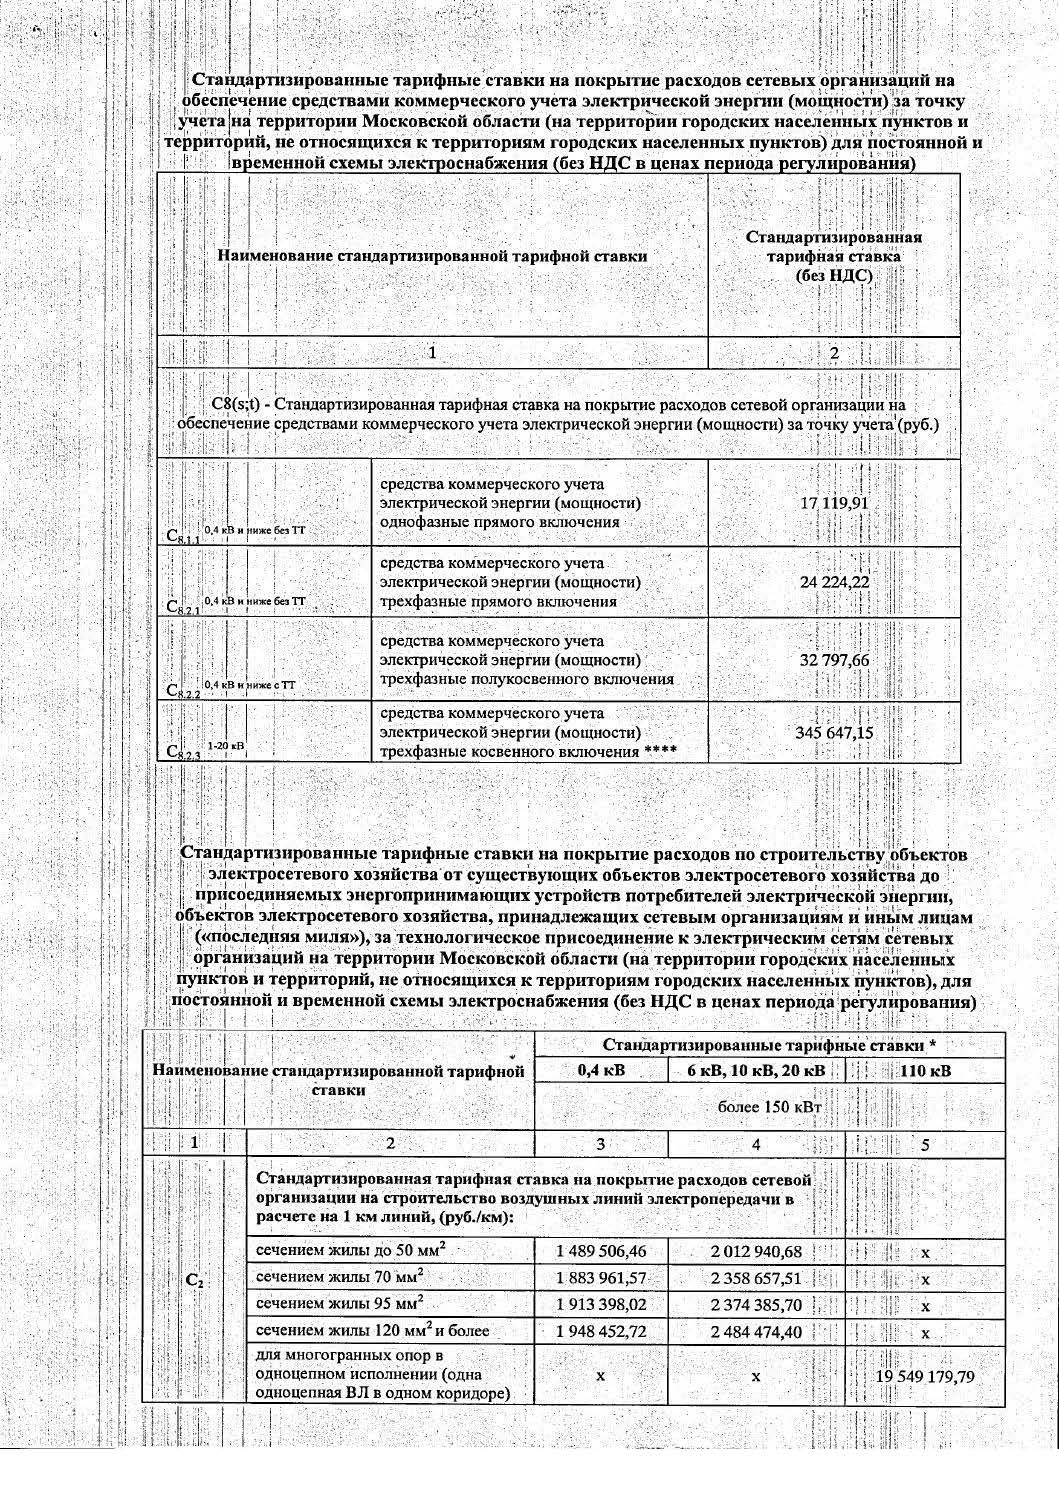 Стандартизированные тарифные ставки на покрытие расходов сетевых организаций на
обеспечение средствами коммерческого учета электрической энергии (мощности) за точку
учета на территории Московской области (на территории городских населенных пунктов и
территорий, не относящихся к территориям городских населенных пунктов) для постоянной и
временной схемы электроснабжения (без НДС в ценах периода регулирования)
Наименование стандартизированной тарифной ставки
Стандартизированная
тарифная ставка
(без НДС)
1
2
С8(s;t) - Стандартизированная тарифная ставка на покрытие расходов сетевой организации на
обеспечение средствами коммерческого учета электрической энергии (мощности) за точку учета (руб.)
С8.1.1 0,4 кВ и ниже без ТТ
средства коммерческого учета
электрической энергии (мощности)
однофазные прямого включения
17 119,91
С8.2.1 0,4 кВ и ниже без ТТ
средства коммерческого учета
электрической энергии (мощности)
трехфазные прямого включения
24 224,22
С8.2.2 0,4 кВ и ниже с ТТ
средства коммерческого учета
электрической энергии (мощности)
трехфазные полукосвенного включения
32 797,66
С8.2.3 1-20 кВ
средства коммерческого учета
электрической энергии (мощности)
трехфазные косвенного включения ****
345 647,15
Стандартизированные тарифные ставки на покрытие расходов по строительству объектов
электросетевого хозяйства от существующих объектов электросетевого хозяйства до
присоединяемых энергопринимающих устройств потребителей электрической энергии,
объектов электросетевого хозяйства, принадлежащих сетевым организациям и иным лицам
(«последняя миля»), за технологическое присоединение к электрическим сетям сетевых
организаций на территории Московской области (на территории городских населенных
пунктов и территорий, не относящихся к территориям городских населенных пунктов), для
постоянной и временной схемы электроснабжения (без НДС в ценах периода регулирования)
Наименование стандартизированной тарифной
ставки
Стандартизированные тарифные ставки *
0,4 кВ
6 кВ, 10 кВ, 20 кВ
110 кВ
более 150 кВт
1
2
3
4
5
С2
Стандартизированная тарифная ставка на покрытие расходов сетевой
организации на строительство воздушных линий электропередачи в
расчете на 1 км линий, (руб./км):
сечением жилы до 50 мм² 1 489 506,46 2 012 940,68 х
сечением жилы 70 мм² 1 883 961,57 2 358 657,51 х
сечением жилы 95 мм² 1 913 398,02 2 374 385,70 х
сечением жилы 120 мм² и более 1 948 452,72 2 484 474,40 х
для многогранных опор в
одноцепном исполнении (одна
одноцепная ВЛ в одном коридоре)
х
х
19 549 179,79